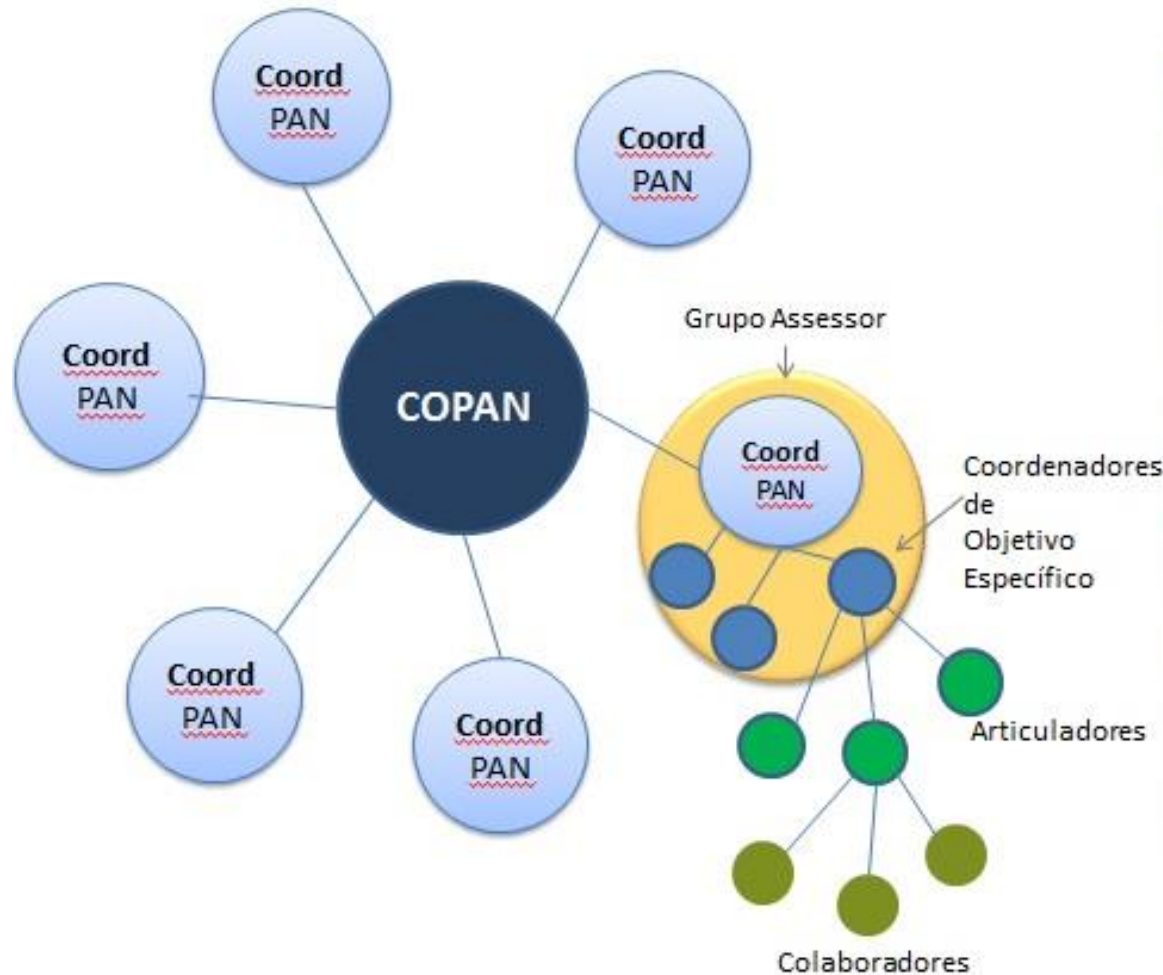 Coord
PAN
Coord
PAN
Grupo Assessor
Coord
PAN
COPAN
Coord
PAN
Coordenadores
de
Objetivo
Específico
Coord
PAN
Coord
PAN
Articuladores
Colaboradores